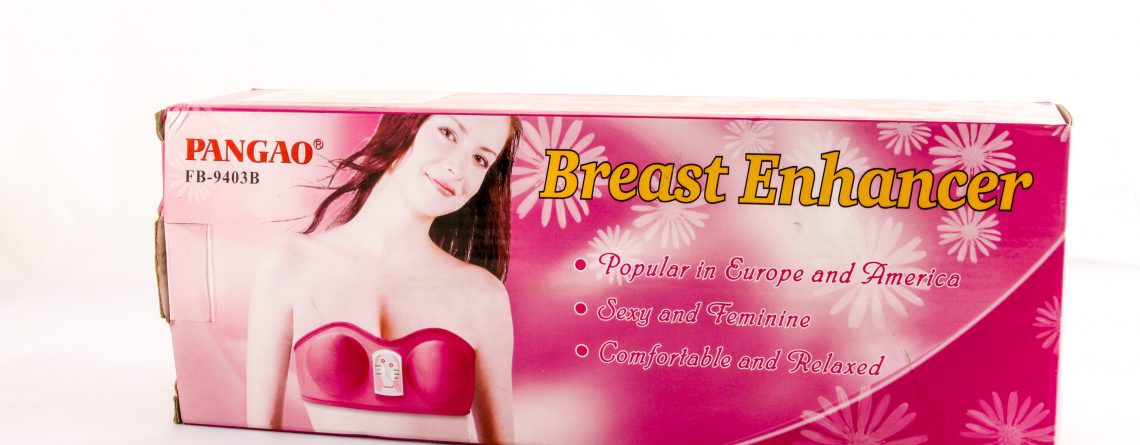 PANGAO®
FB-9403B
Breast Enhancer
• Popular in Europe and America
• Sexy and Feminine
• Comfortable and Relaxed